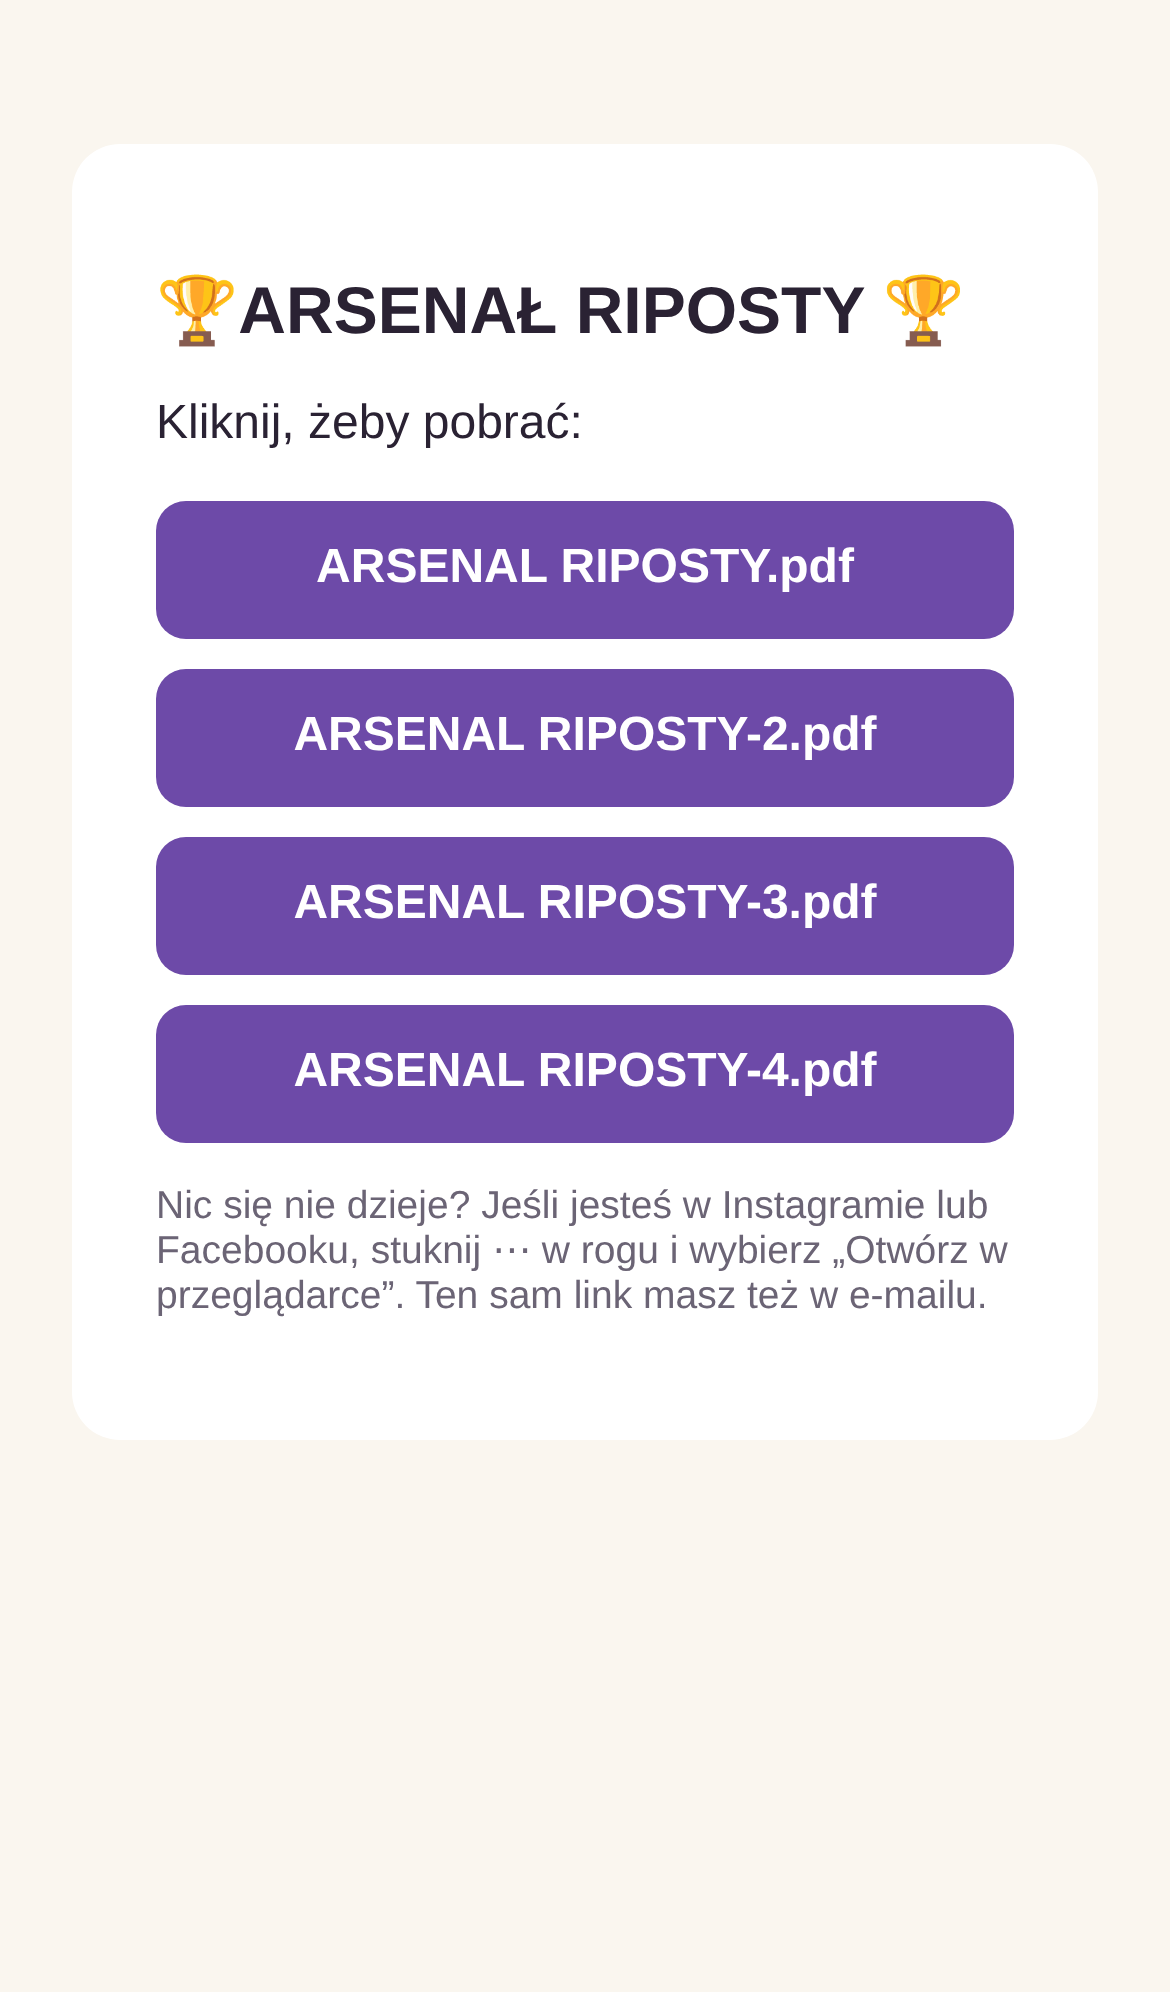 🏆ARSENAŁ RIPOSTY 🏆
Kliknij, żeby pobrać:
ARSENAL RIPOSTY.pdf
ARSENAL RIPOSTY-2.pdf
ARSENAL RIPOSTY-3.pdf
ARSENAL RIPOSTY-4.pdf
Nic się nie dzieje? Jeśli jesteś w Instagramie lub
Facebooku, stuknij ⋯ w rogu i wybierz „Otwórz w
przeglądarce”. Ten sam link masz też w e-mailu.